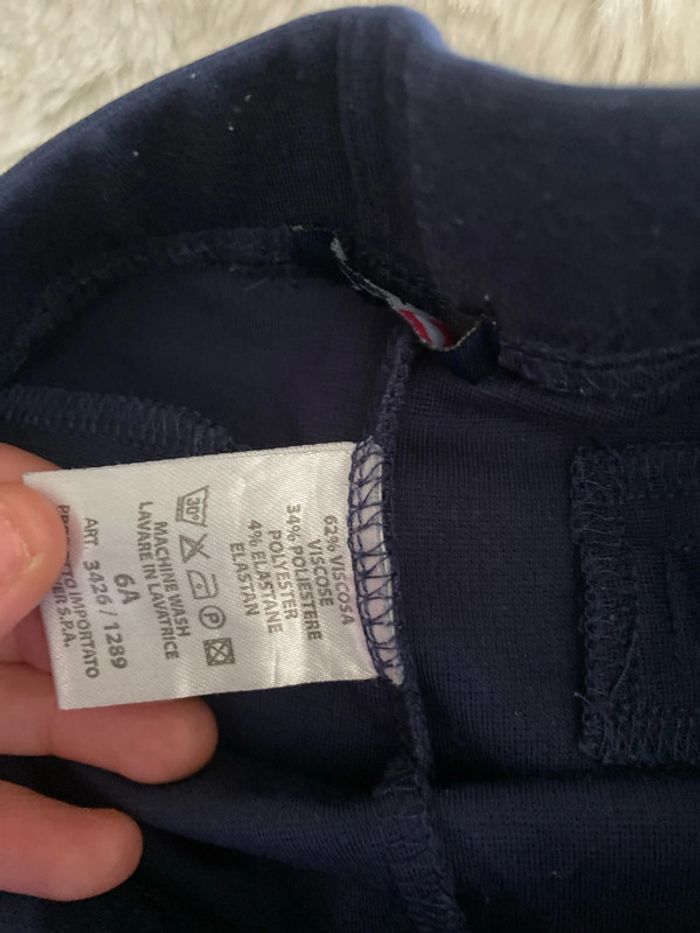 62% VISCOSA
VISCOSE
34% POLIESTERE
POLYESTER
4% ELASTANE
ELASTAN
30°
P
MACHINE WASH
LAVARE IN LAVATRICE
6A
ART. 3426 / 1289
IMPORTATO
S.P.A.